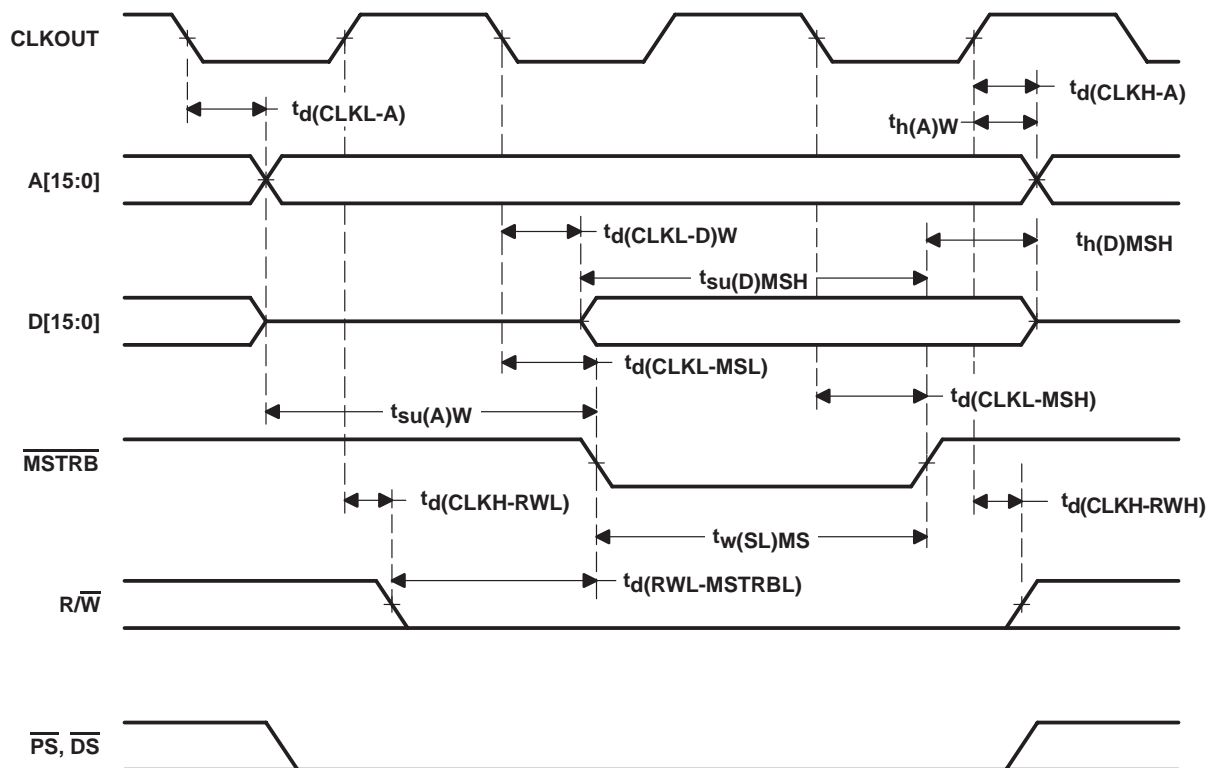 CLKOUT
td(CLKL-A)
td(CLKH-A)
th(A)W
A[15:0]
td(CLKL-D)W
th(D)MSH
tsu(D)MSH
D[15:0]
td(CLKL-MSL)
td(CLKL-MSH)
tsu(A)W
MSTRB
td(CLKH-RWL)
td(CLKH-RWH)
tw(SL)MS
td(RWL-MSTRBL)
R/W
PS, DS